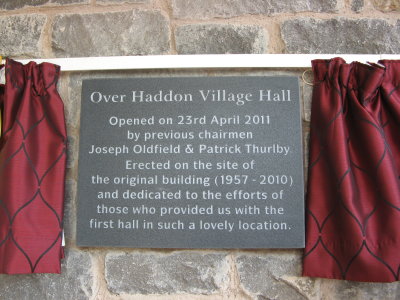 Over Haddon Village Hall
Opened on 23rd April 2011
by previous chairmen
Joseph Oldfield & Patrick Thurlby.
Erected on the site of
the original building (1957 - 2010)
and dedicated to the efforts of
those who provided us with the
first hall in such a lovely location.